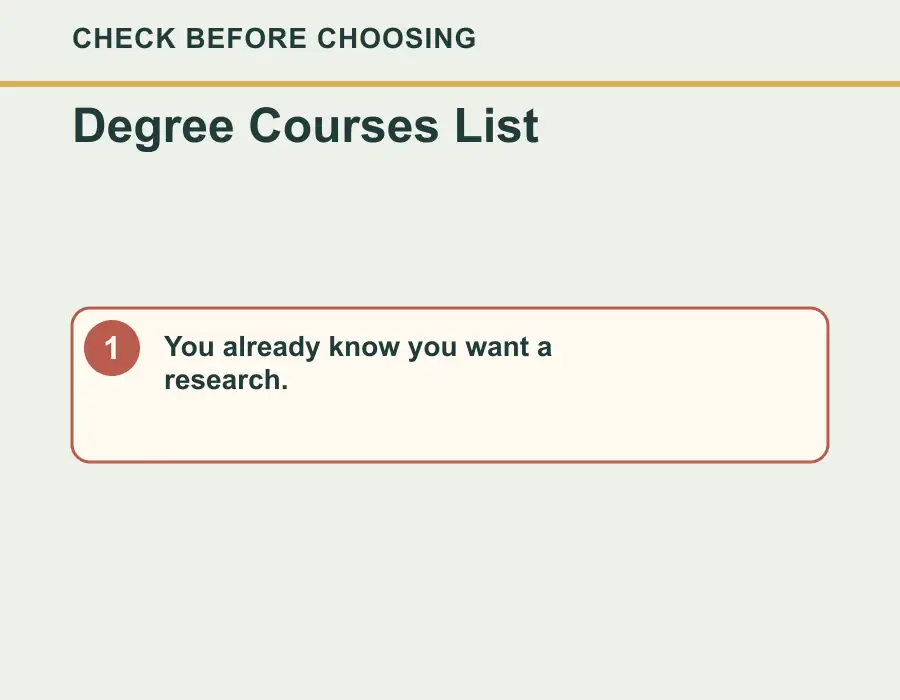 CHECK BEFORE CHOOSING
Degree Courses List
1
You already know you want a
research.